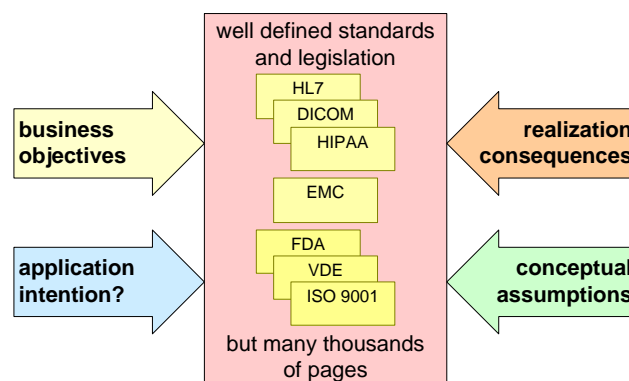 well defined standards
and legislation
HL7
DICOM
HIPAA
EMC
FDA
VDE
ISO 9001
but many thousands
of pages
business
objectives
application
intention?
realization
consequences
conceptual
assumptions